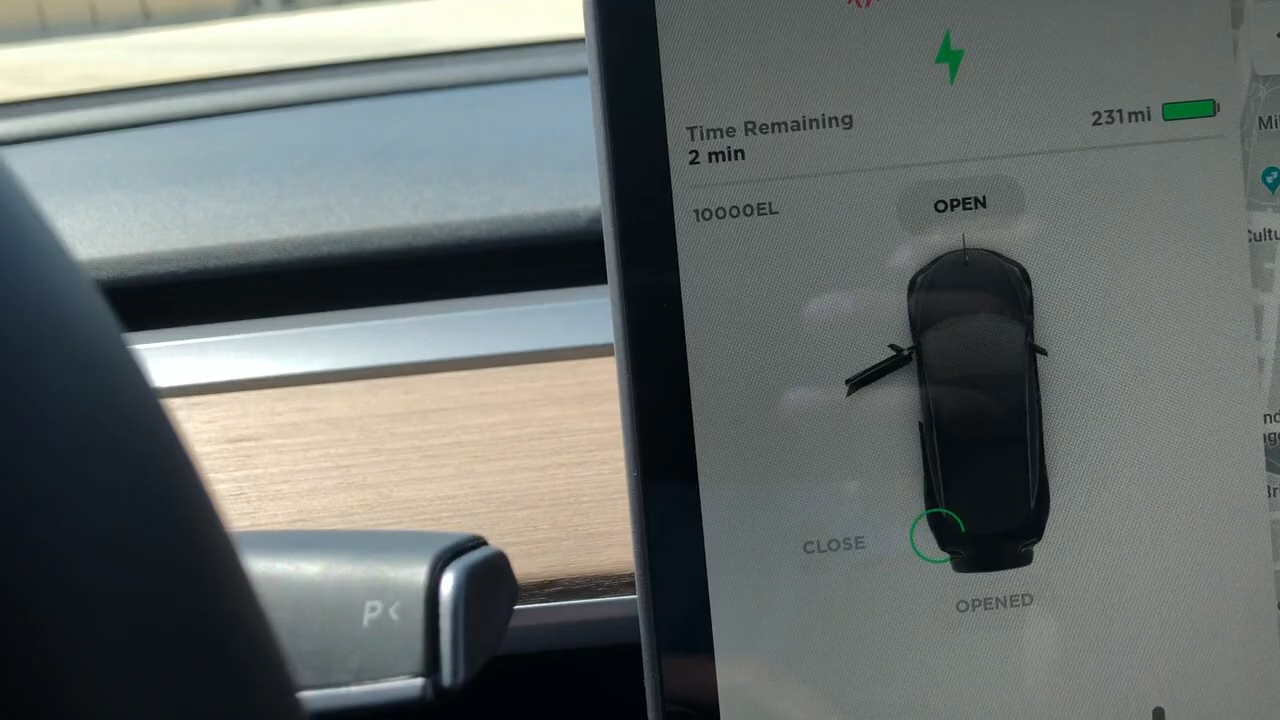 Time Remaining
2 min
231mi
10000EL
OPEN
CLOSE
OPENED
P<